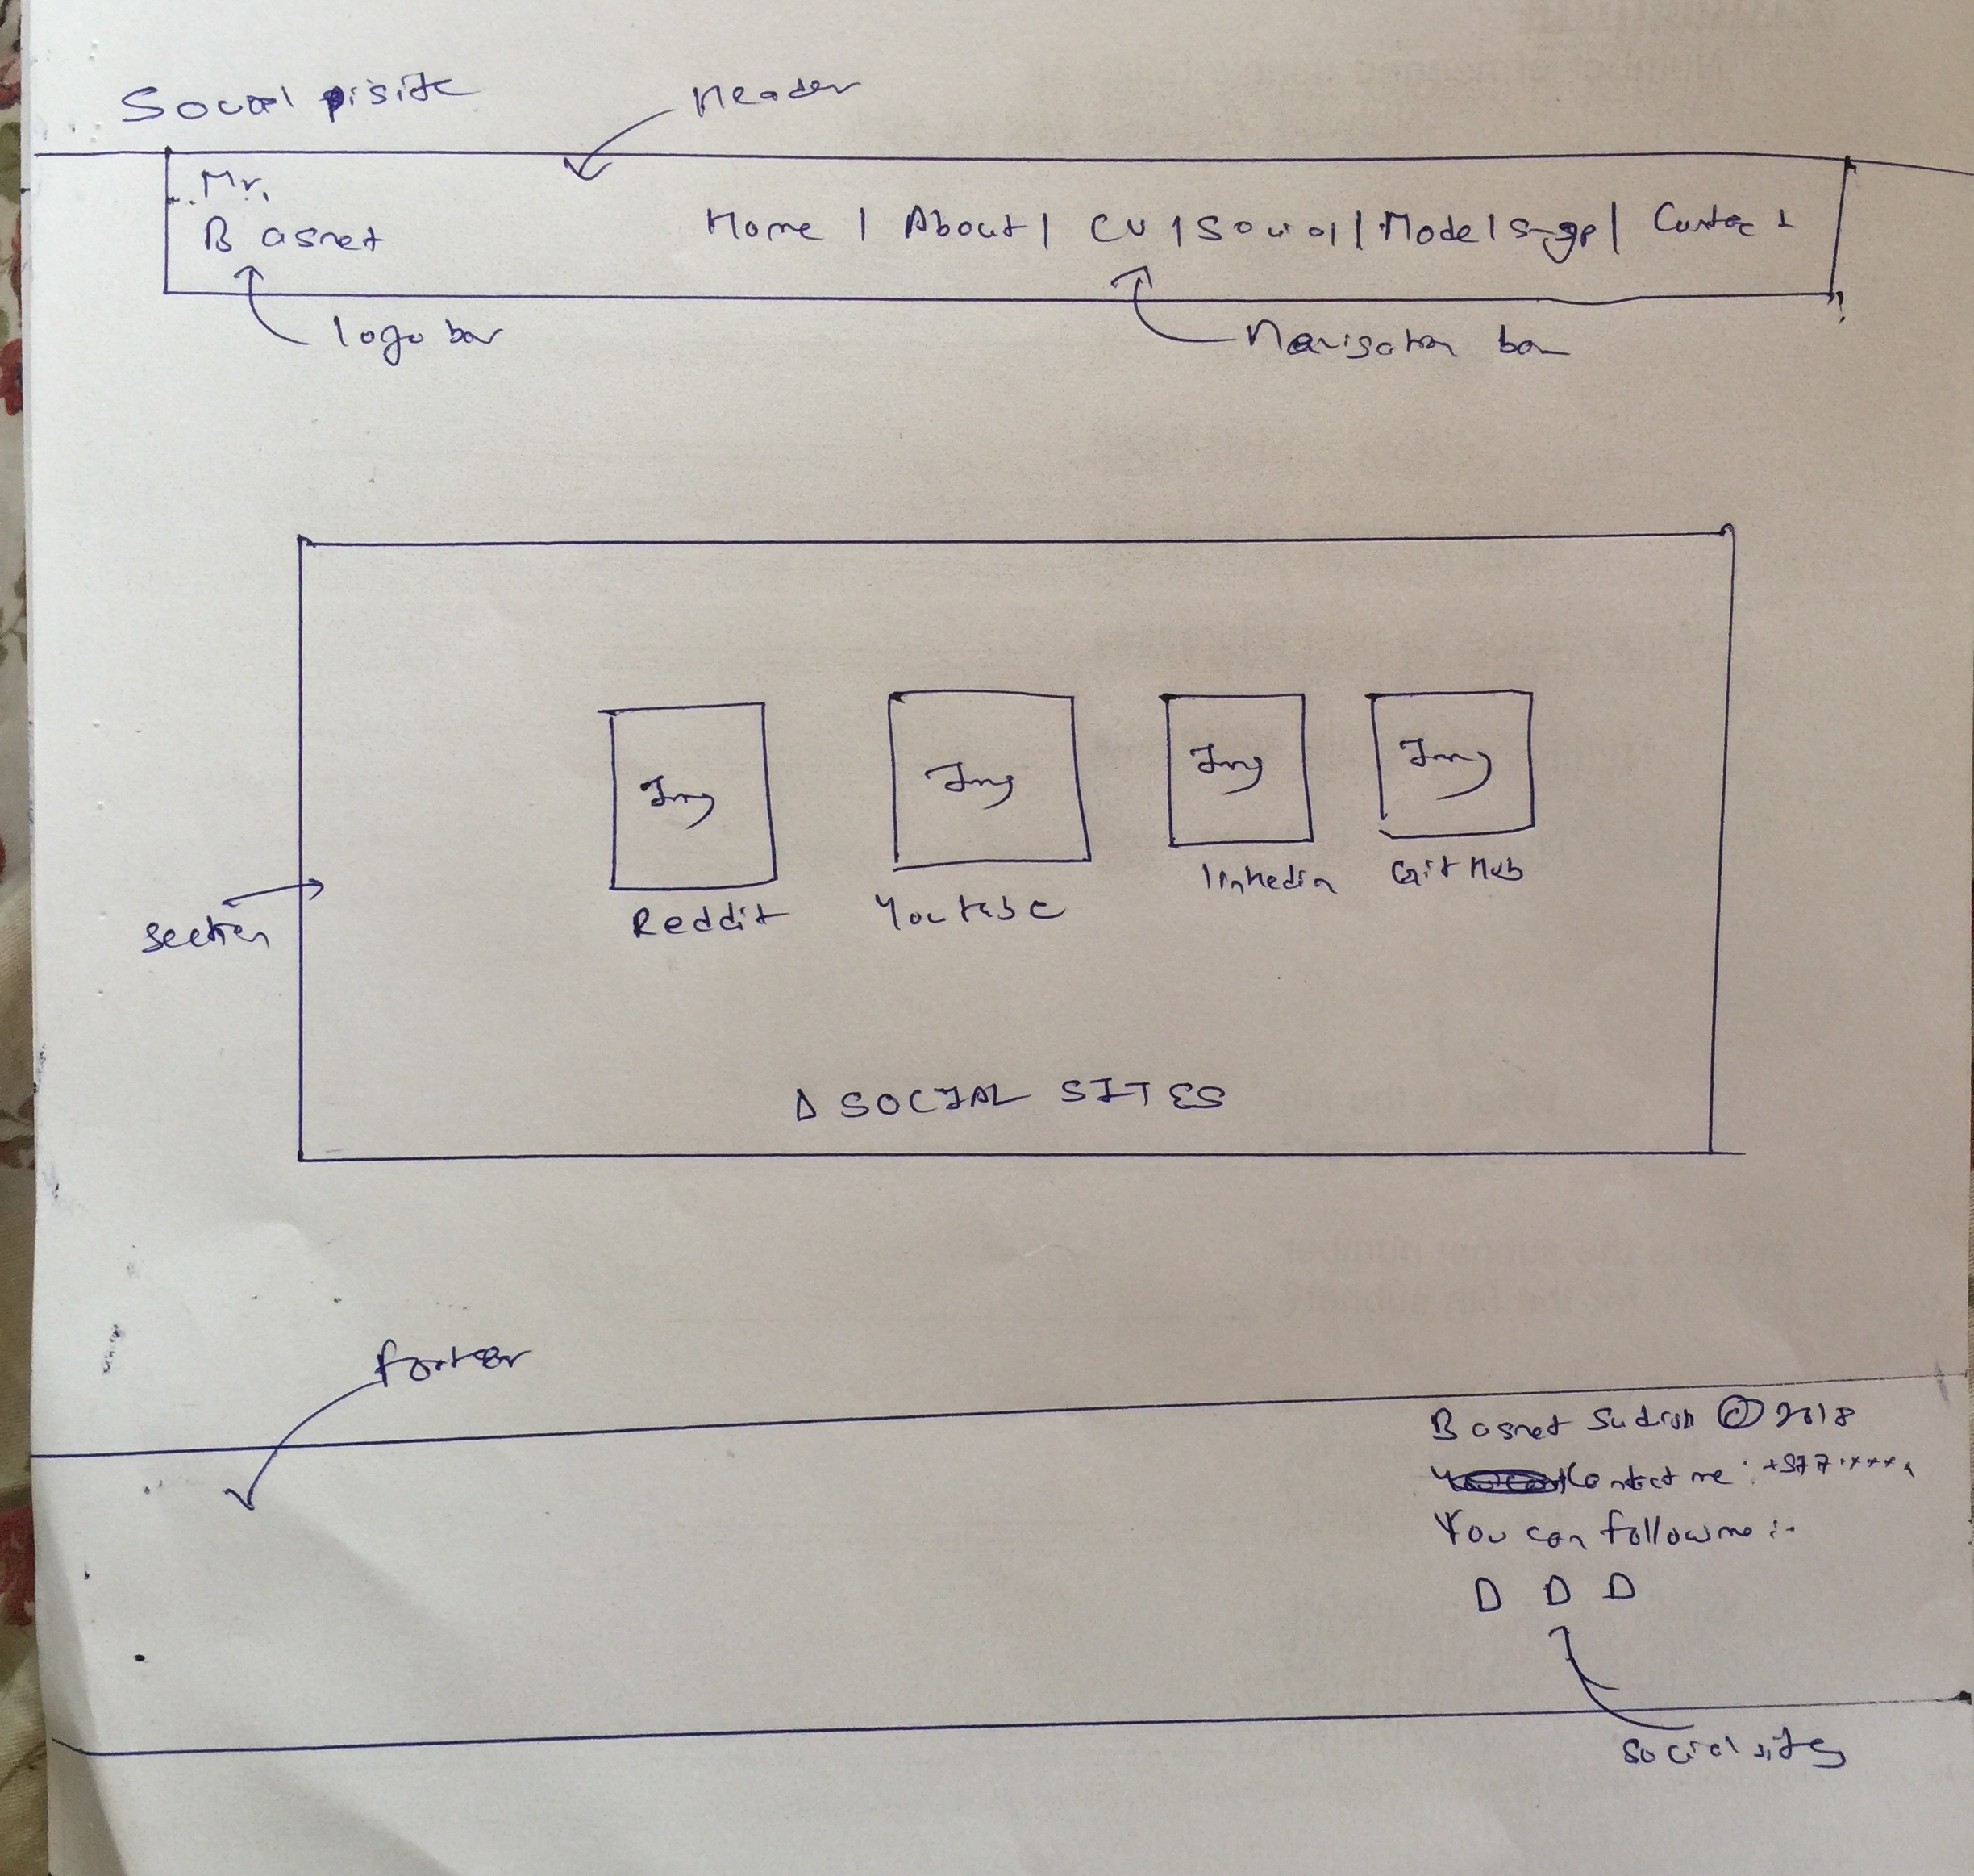 Social site
Header
Mr.
Basnet
Home | About | CV | Social | Models-gp | Contact
logo bar
Navigation bar
Img Img Img Img
Reddit Youtube linkedin GitHub
section
SOCIAL SITES
footer
Basnet Sudish © 2018
Contact me: +977 xxxx
You can follow me :-
social sites